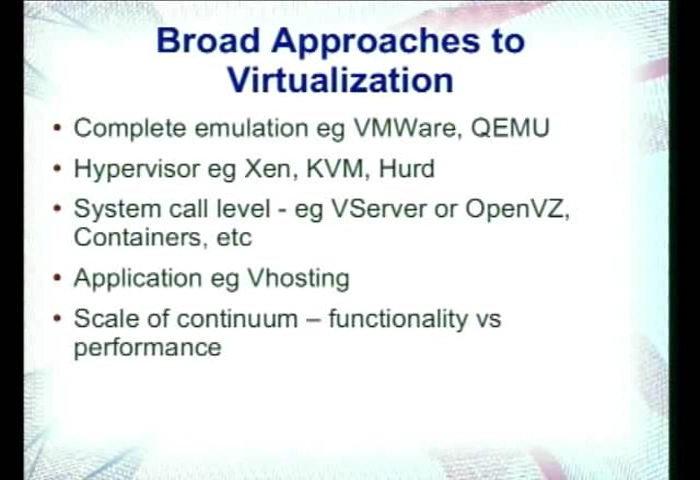 Broad Approaches to
Virtualization
• Complete emulation eg VMWare, QEMU
• Hypervisor eg Xen, KVM, Hurd
• System call level - eg VServer or OpenVZ,
Containers, etc
• Application eg Vhosting
• Scale of continuum – functionality vs
performance